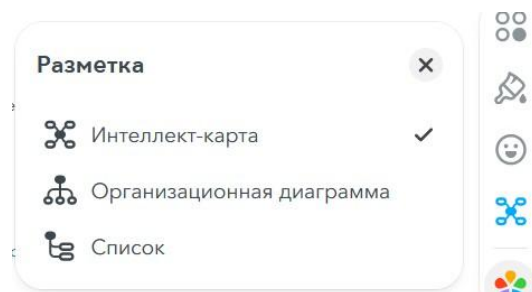 Разметка
Интеллект-карта
Организационная диаграмма
Список